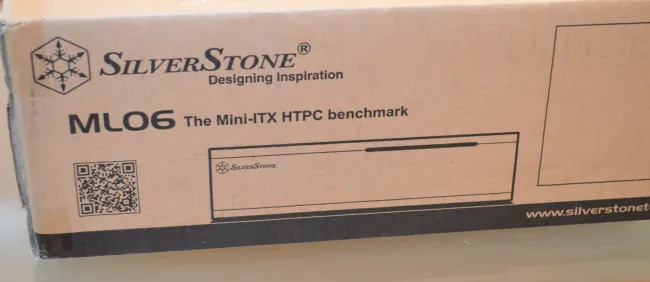 SILVERSTONE®
Designing Inspiration
ML06 The Mini-ITX HTPC benchmark
SILVERSTONE
www.silverstonet